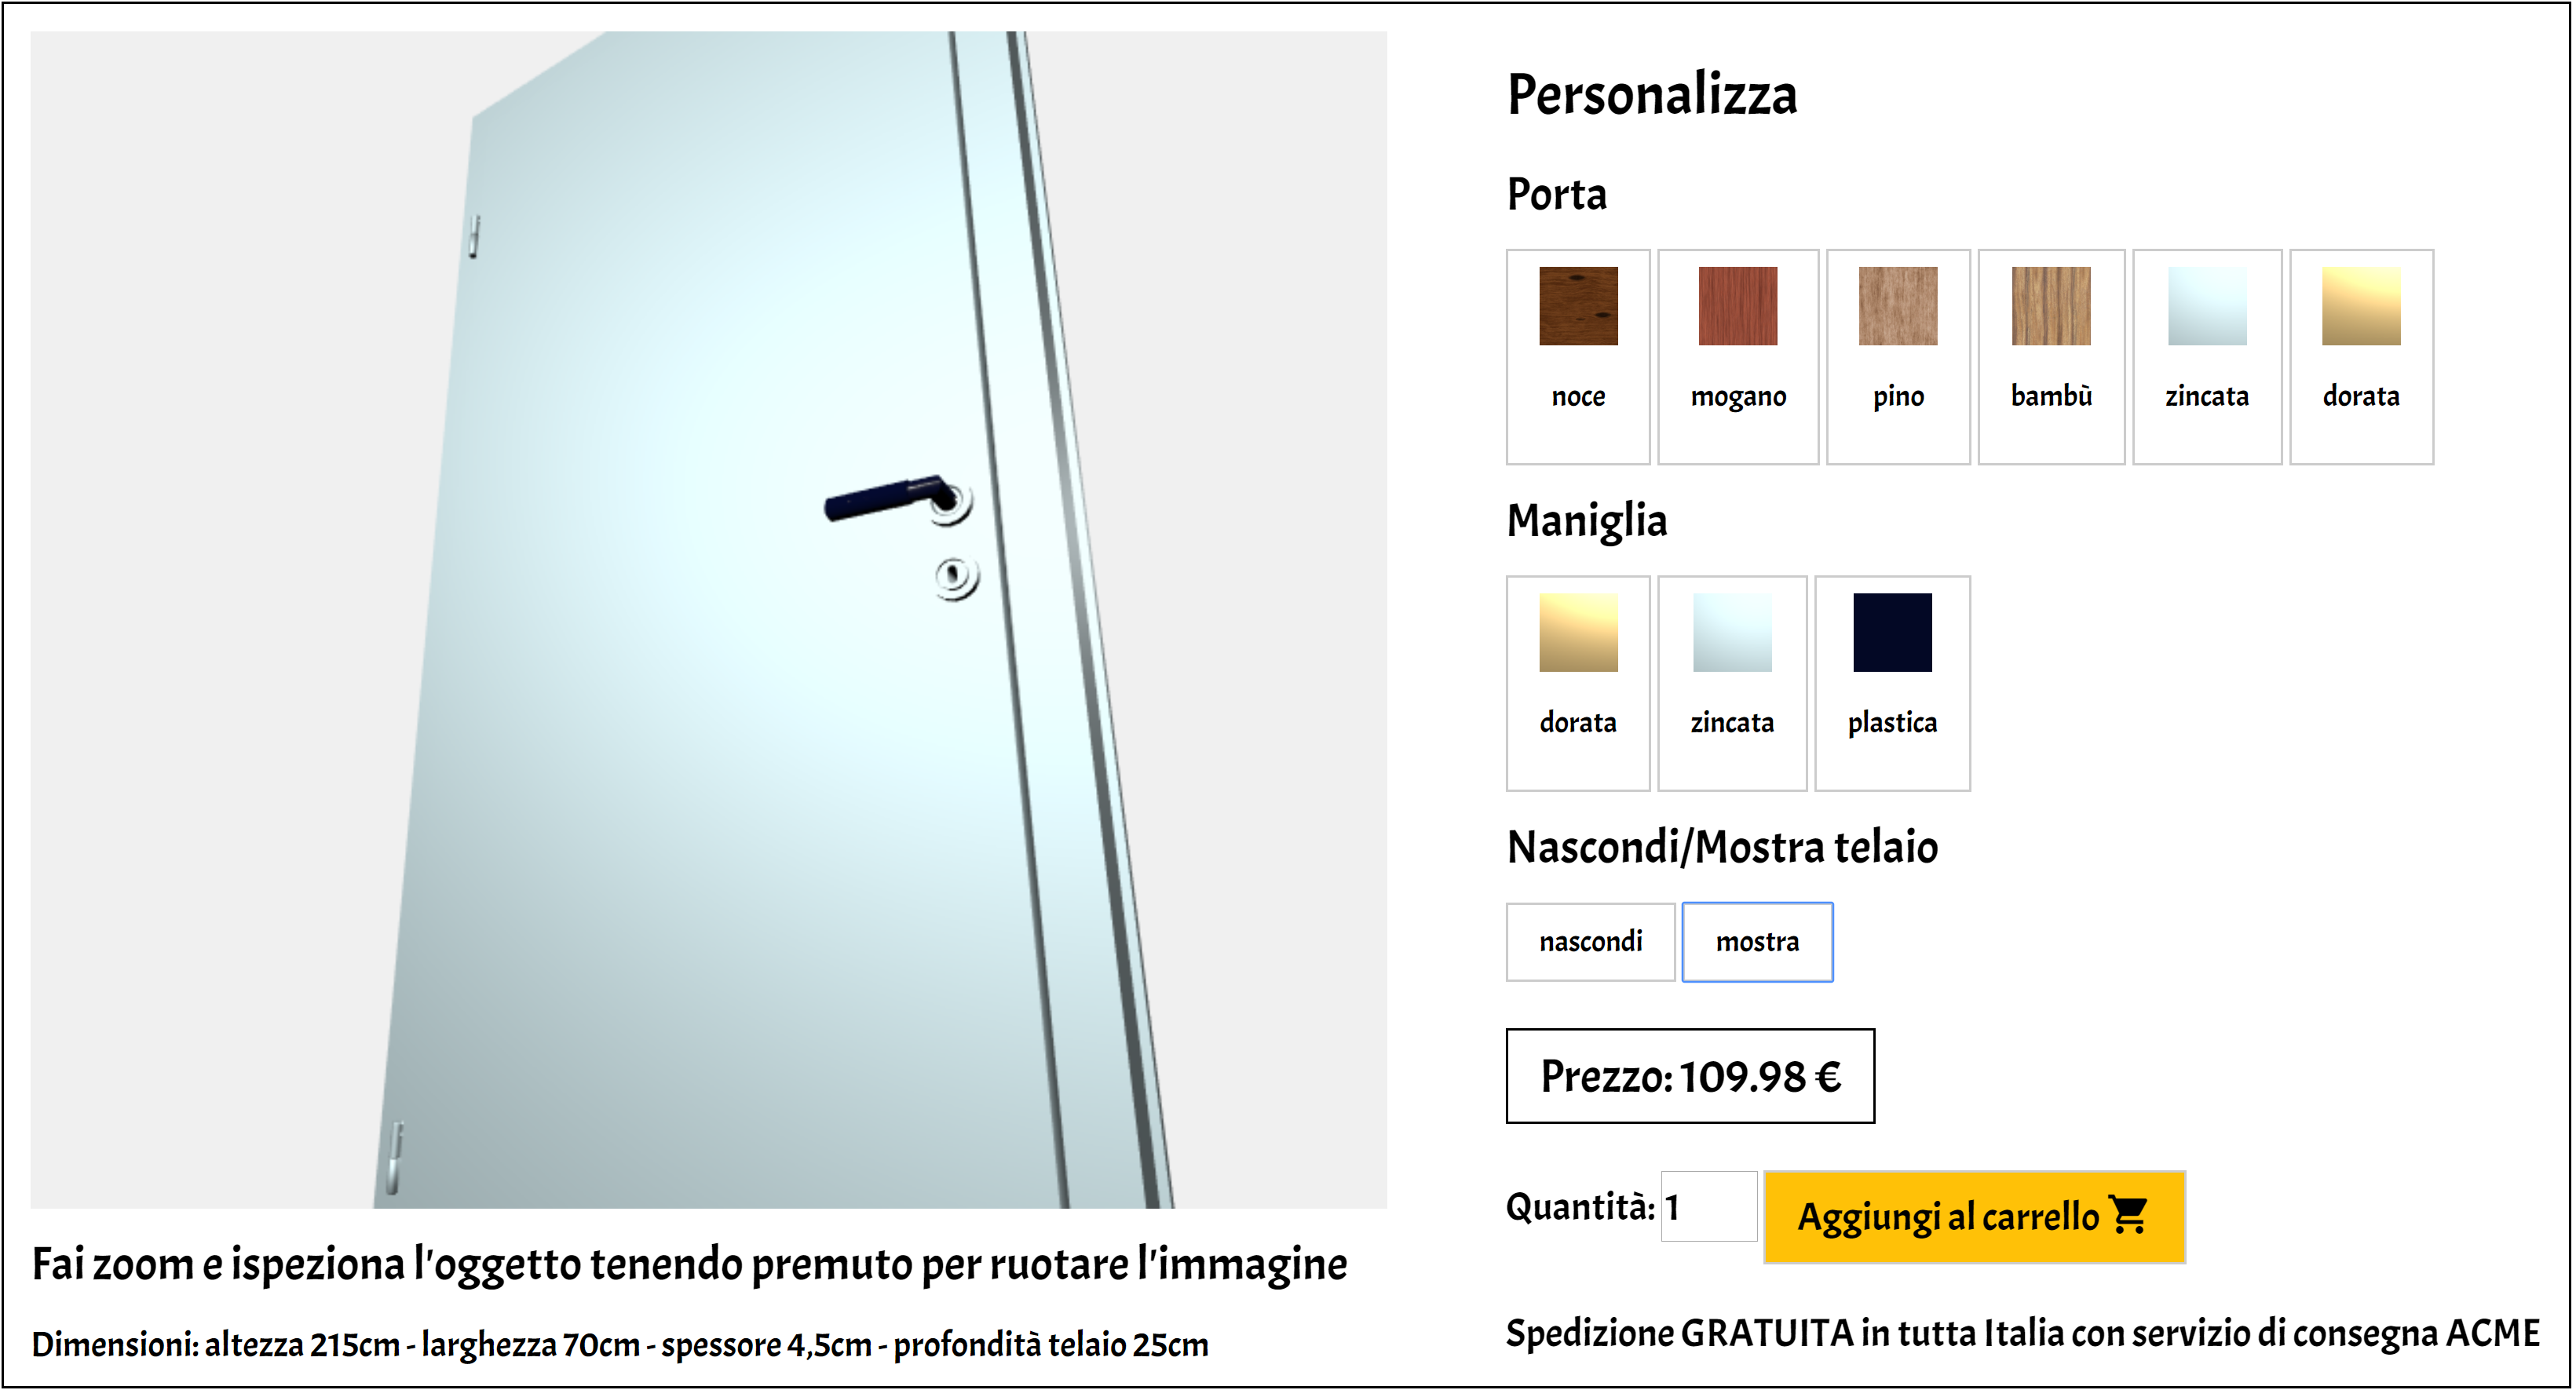 Personalizza
Porta
noce mogano pino bambù zincata dorata
Maniglia
dorata zincata plastica
Nascondi/Mostra telaio
nascondi mostra
Prezzo: 109.98 €
Quantità: 1 Aggiungi al carrello
Spedizione GRATUITA in tutta Italia con servizio di consegna ACME
Fai zoom e ispeziona l'oggetto tenendo premuto per ruotare l'immagine
Dimensioni: altezza 215cm - larghezza 70cm - spessore 4,5cm - profondità telaio 25cm